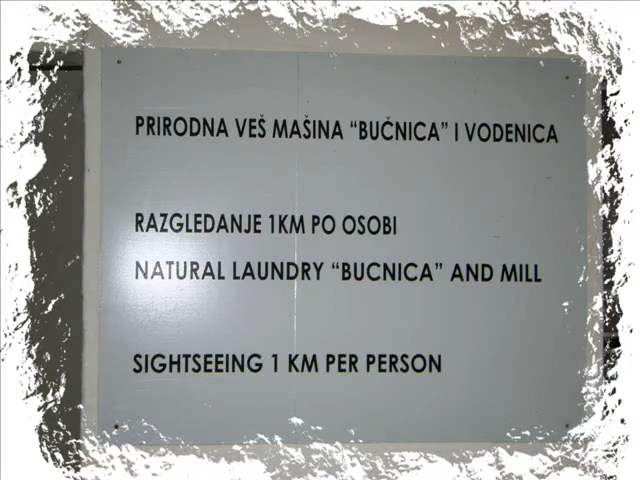 PRIRODNA VEŠ MAŠINA “BUČNICA” I VODENICA
RAZGLEDANJE 1KM PO OSOBI
NATURAL LAUNDRY “BUCNICA” AND MILL
SIGHTSEEING 1 KM PER PERSON